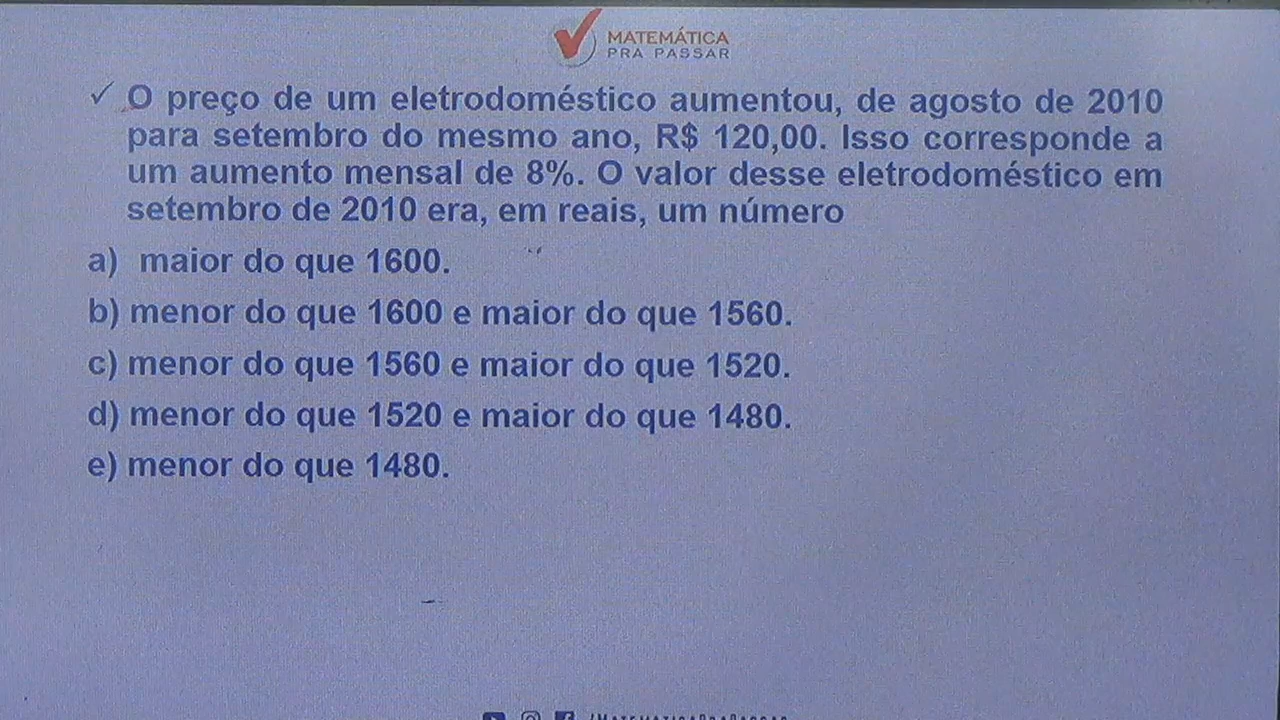 MATEMÁTICA
PRA PASSAR
✓ O preço de um eletrodoméstico aumentou, de agosto de 2010
para setembro do mesmo ano, R$ 120,00. Isso corresponde a
um aumento mensal de 8%. O valor desse eletrodoméstico em
setembro de 2010 era, em reais, um número
a) maior do que 1600.
b) menor do que 1600 e maior do que 1560.
c) menor do que 1560 e maior do que 1520.
d) menor do que 1520 e maior do que 1480.
e) menor do que 1480.
/MATEMATICAPRAPASSAR